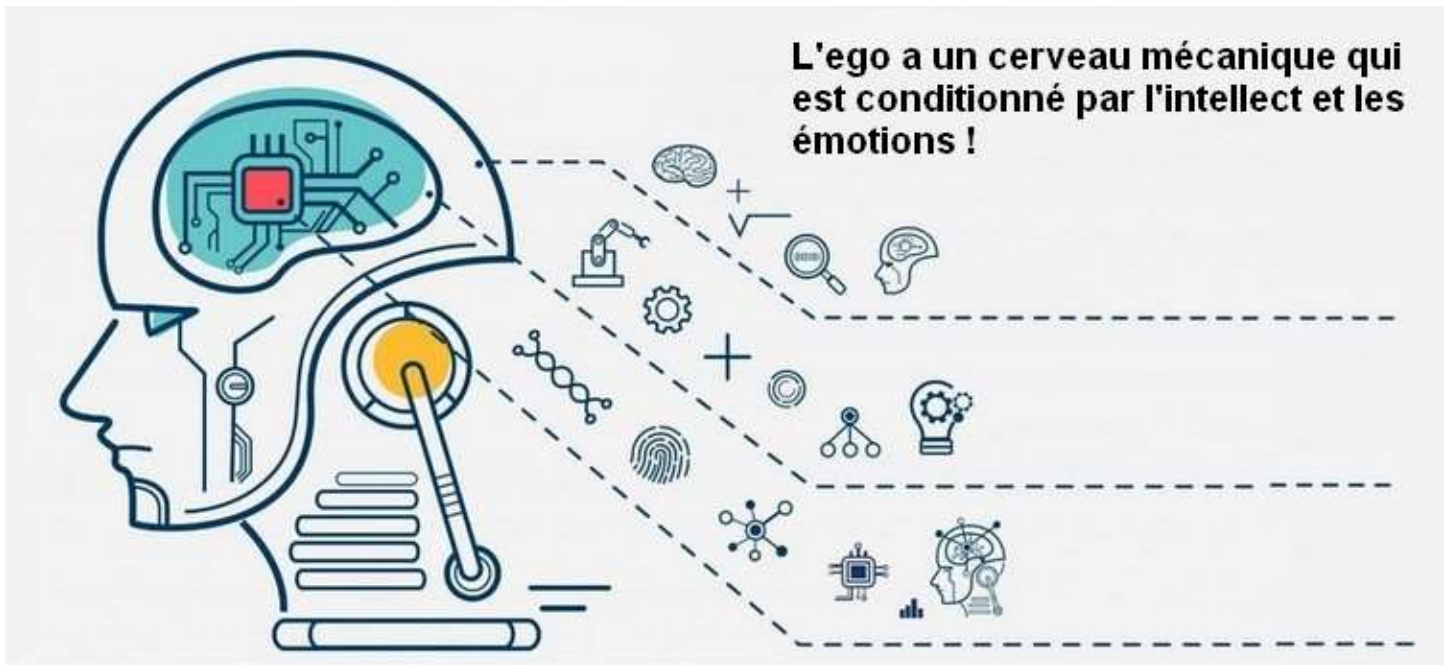 L'ego a un cerveau mécanique qui
est conditionné par l'intellect et les
émotions !